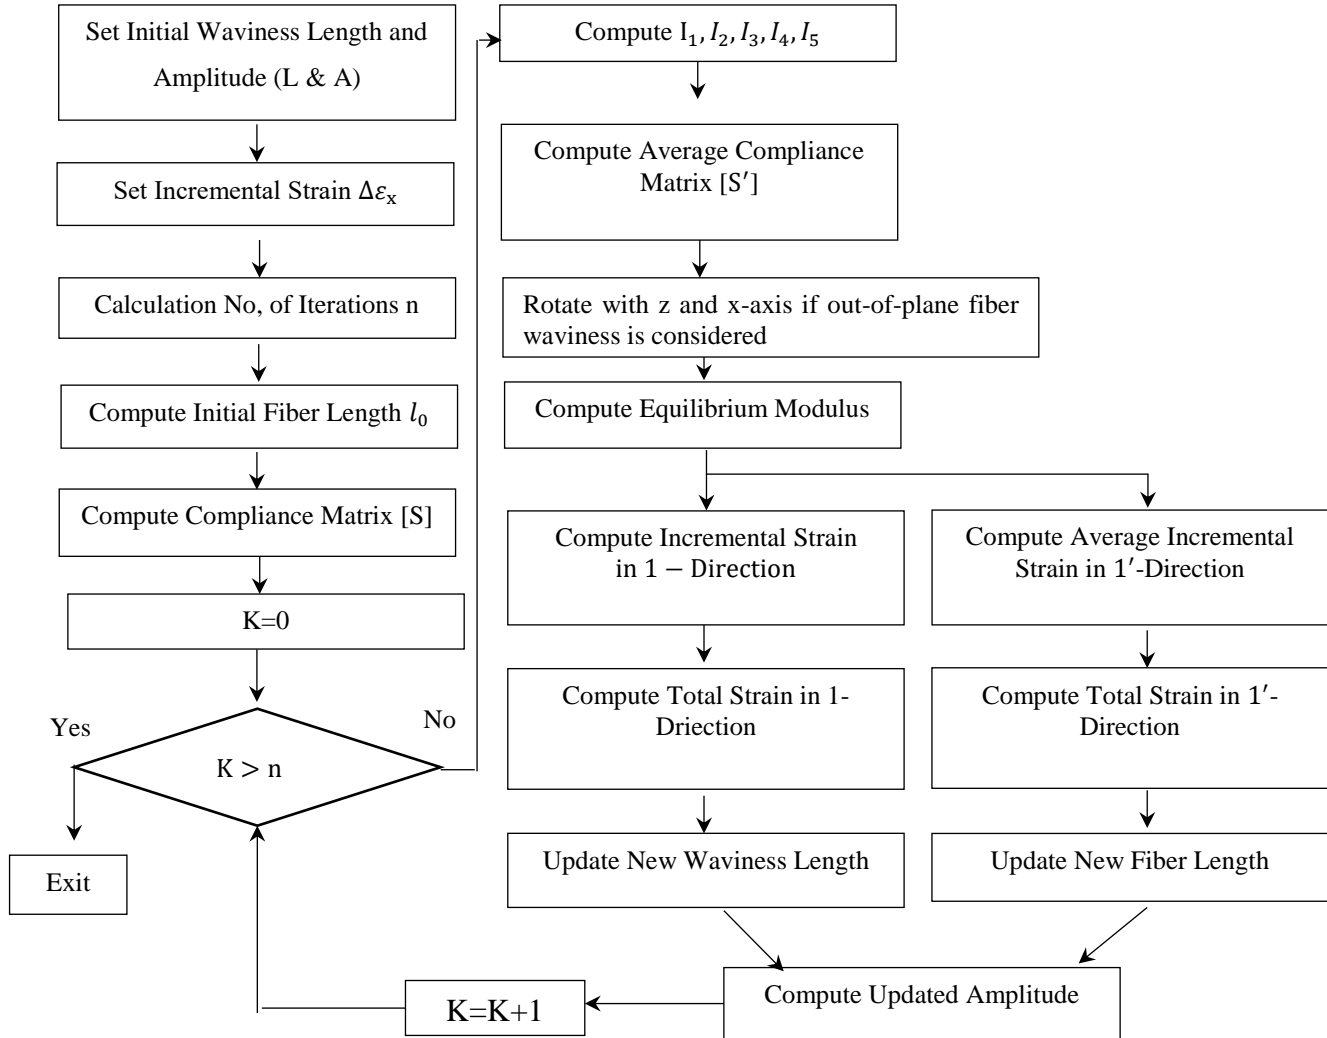 Set Initial Waviness Length and
Amplitude (L & A)
Set Incremental Strain Δεₓ
Calculation No, of Iterations n
Compute Initial Fiber Length 𝑙₀
Compute Compliance Matrix [S]
K=0
Yes
No
K > n
Exit
Compute I₁, 𝐼₂, 𝐼₃, 𝐼₄, 𝐼₅
Compute Average Compliance
Matrix [S′]
Rotate with z and x-axis if out-of-plane fiber
waviness is considered
Compute Equilibrium Modulus
Compute Incremental Strain
in 1 − Direction
Compute Total Strain in 1-
Driection
Update New Waviness Length
Compute Average Incremental
Strain in 1′-Direction
Compute Total Strain in 1′-
Direction
Update New Fiber Length
Compute Updated Amplitude
K=K+1